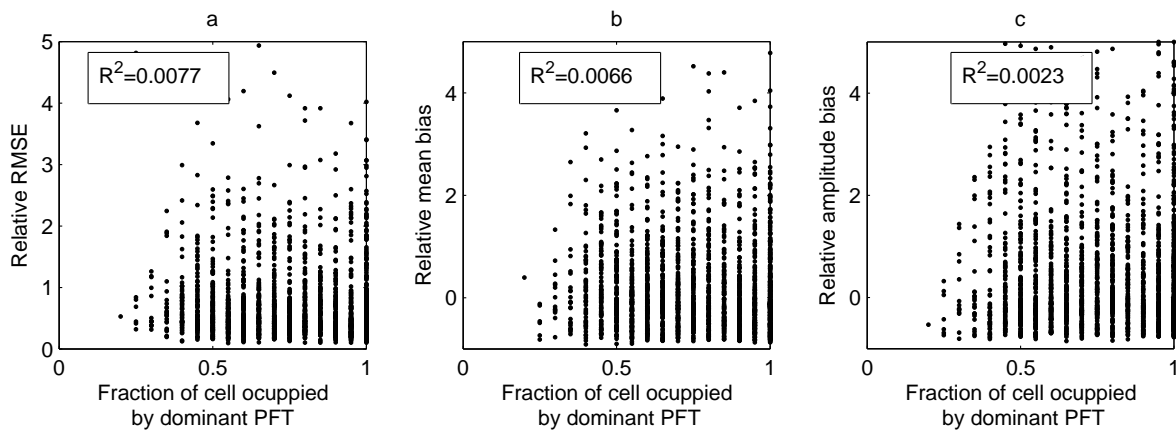 a
R²=0.0077
Relative RMSE
5
4
3
2
1
0
0
0.5
1
Fraction of cell ocuppied
by dominant PFT
b
R²=0.0066
Relative mean bias
4
2
0
0
0.5
1
Fraction of cell ocuppied
by dominant PFT
c
R²=0.0023
Relative amplitude bias
4
2
0
0
0.5
1
Fraction of cell ocuppied
by dominant PFT